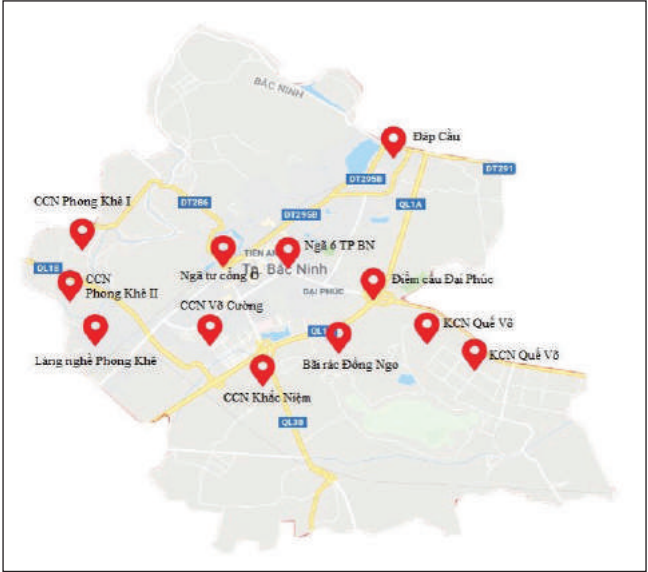 BẮC NINH
Đáp Cầu
DT295B
DT291
CCN Phong Khê I
DT286
QL1A
DT295B
Ngã 6 TP BN
TIỀN AN
QL18
CCN
Phong Khê II
Ngã tư cổng Ô
Tp. Bắc Ninh
Điểm cầu Đại Phúc
ĐẠI PHÚC
CCN Võ Cường
KCN Quế Võ
Làng nghề Phong Khê
Bãi rác Đồng Ngo
KCN Quế Võ
CCN Khắc Niệm
QL38